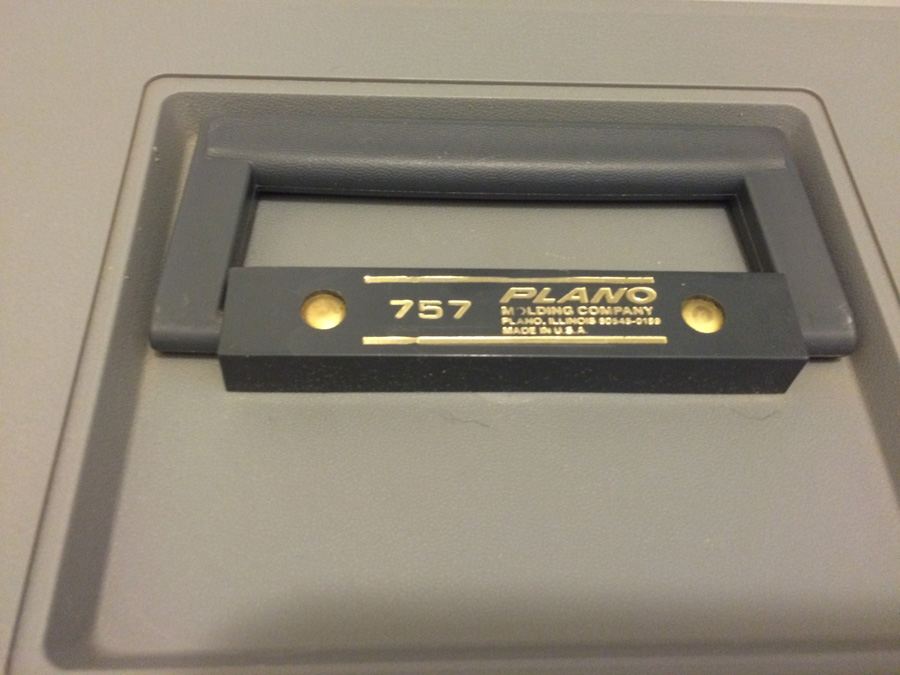 757
PLANO
MOLDING COMPANY
PLANO, ILLINOIS 60545-0189
MADE IN U.S.A.